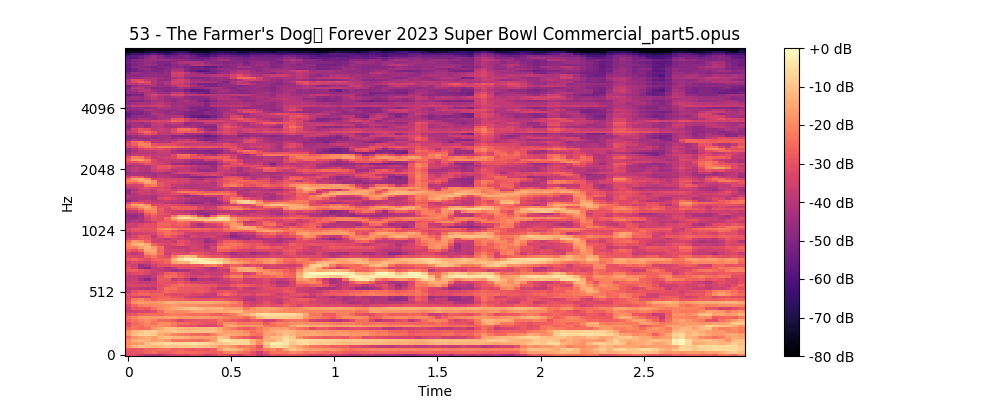 53 - The Farmer's Dog▯ Forever 2023 Super Bowl Commercial_part5.opus
Hz
4096
2048
1024
512
0
0
0.5
1
1.5
2
2.5
Time
+0 dB
-10 dB
-20 dB
-30 dB
-40 dB
-50 dB
-60 dB
-70 dB
-80 dB